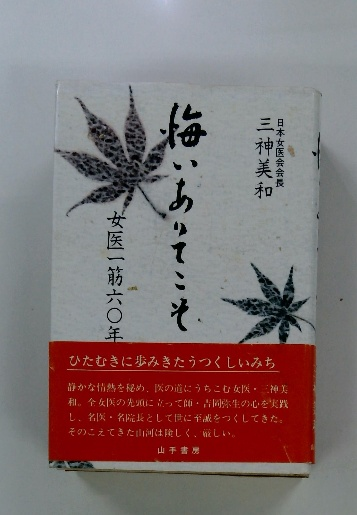 日本女医会会長
三神美和
悔いありてこそ
女医一筋六〇年
ひたむきに歩みきたうつくしいみち
静かな情熱を秘め、医の道にうちこむ女医・三神美
和。全女医の先頭に立って師・吉岡弥生の心を実践
し、名医・名院長として世に至誠をつくしてきた。
そのこえてきた山河は険しく、厳しい。
山手書房